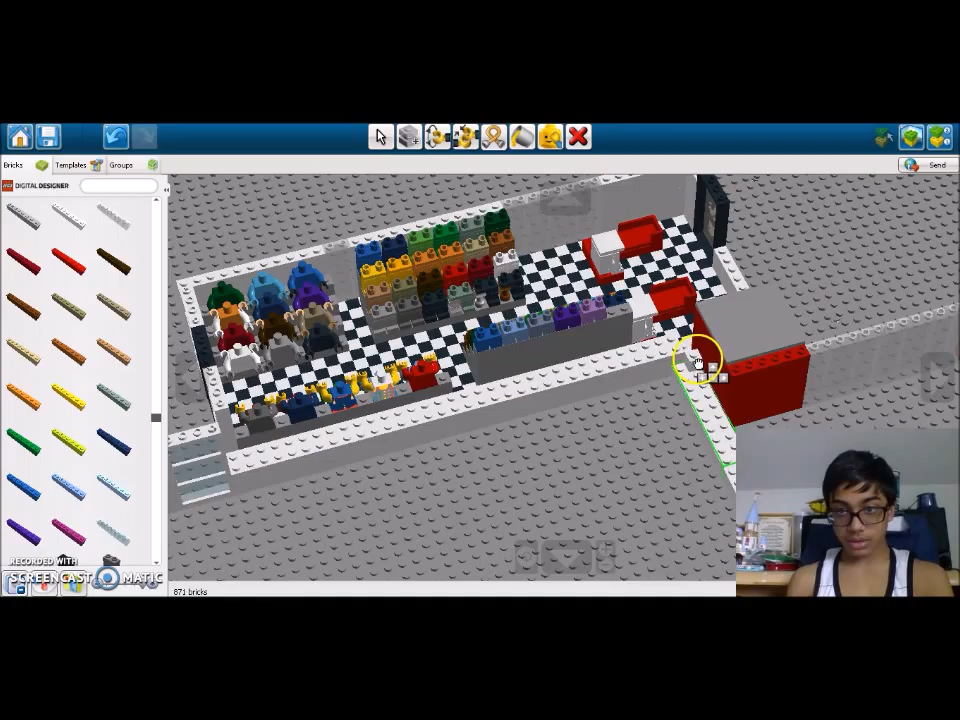 Bricks Templates Groups
Send
LEGO DIGITAL DESIGNER
RECORDED WITH
SCREENCAST MATIC
871 bricks